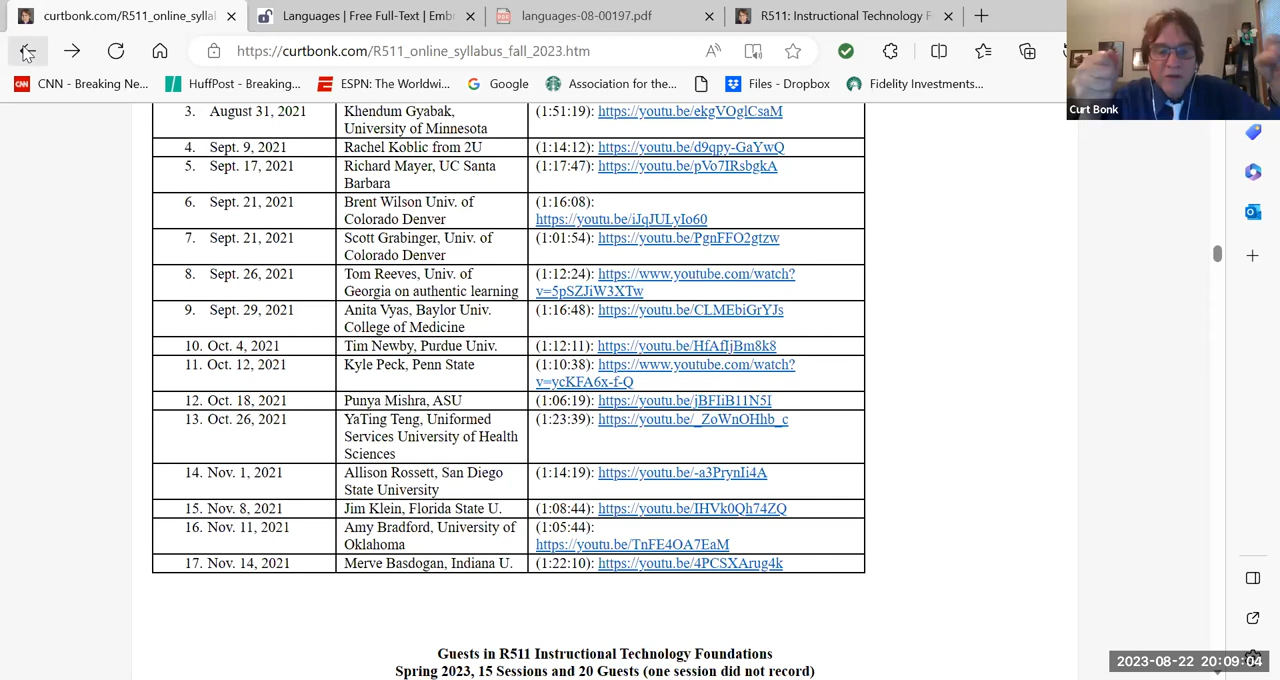 curtbonk.com/R511_online_syllal
Languages | Free Full-Text | Embr
languages-08-00197.pdf
R511: Instructional Technology F
https://curtbonk.com/R511_online_syllabus_fall_2023.htm
CNN - Breaking Ne...
HuffPost - Breaking...
ESPN: The Worldwi...
Google
Association for the...
Files - Dropbox
Fidelity Investments...
Curt Bonk
3. August 31, 2021
Khendum Gyabak,
University of Minnesota
(1:51:19): https://youtu.be/ekgVOglCsaM
4. Sept. 9, 2021
Rachel Koblic from 2U
(1:14:12): https://youtu.be/d9qpy-GaYwQ
5. Sept. 17, 2021
Richard Mayer, UC Santa
Barbara
(1:17:47): https://youtu.be/pVo7IRsbgkA
6. Sept. 21, 2021
Brent Wilson Univ. of
Colorado Denver
(1:16:08):
https://youtu.be/iJqJULyIo60
7. Sept. 21, 2021
Scott Grabinger, Univ. of
Colorado Denver
(1:01:54): https://youtu.be/PgnFFO2gtzw
8. Sept. 26, 2021
Tom Reeves, Univ. of
Georgia on authentic learning
(1:12:24): https://www.youtube.com/watch?
v=5pSZJiW3XTw
9. Sept. 29, 2021
Anita Vyas, Baylor Univ.
College of Medicine
(1:16:48): https://youtu.be/CLMEbiGrYJs
10. Oct. 4, 2021
Tim Newby, Purdue Univ.
(1:12:11): https://youtu.be/HfAfIjBm8k8
11. Oct. 12, 2021
Kyle Peck, Penn State
(1:10:38): https://www.youtube.com/watch?
v=ycKFA6x-f-Q
12. Oct. 18, 2021
Punya Mishra, ASU
(1:06:19): https://youtu.be/jBFIiB11N5I
13. Oct. 26, 2021
YaTing Teng, Uniformed
Services University of Health
Sciences
(1:23:39): https://youtu.be/_ZoWnOHhb_c
14. Nov. 1, 2021
Allison Rossett, San Diego
State University
(1:14:19): https://youtu.be/-a3PrynIi4A
15. Nov. 8, 2021
Jim Klein, Florida State U.
(1:08:44): https://youtu.be/IHVk0Qh74ZQ
16. Nov. 11, 2021
Amy Bradford, University of
Oklahoma
(1:05:44):
https://youtu.be/TnFE4OA7EaM
17. Nov. 14, 2021
Merve Basdogan, Indiana U.
(1:22:10): https://youtu.be/4PCSXArug4k
Guests in R511 Instructional Technology Foundations
Spring 2023, 15 Sessions and 20 Guests (one session did not record)
2023-08-22 20:09:04